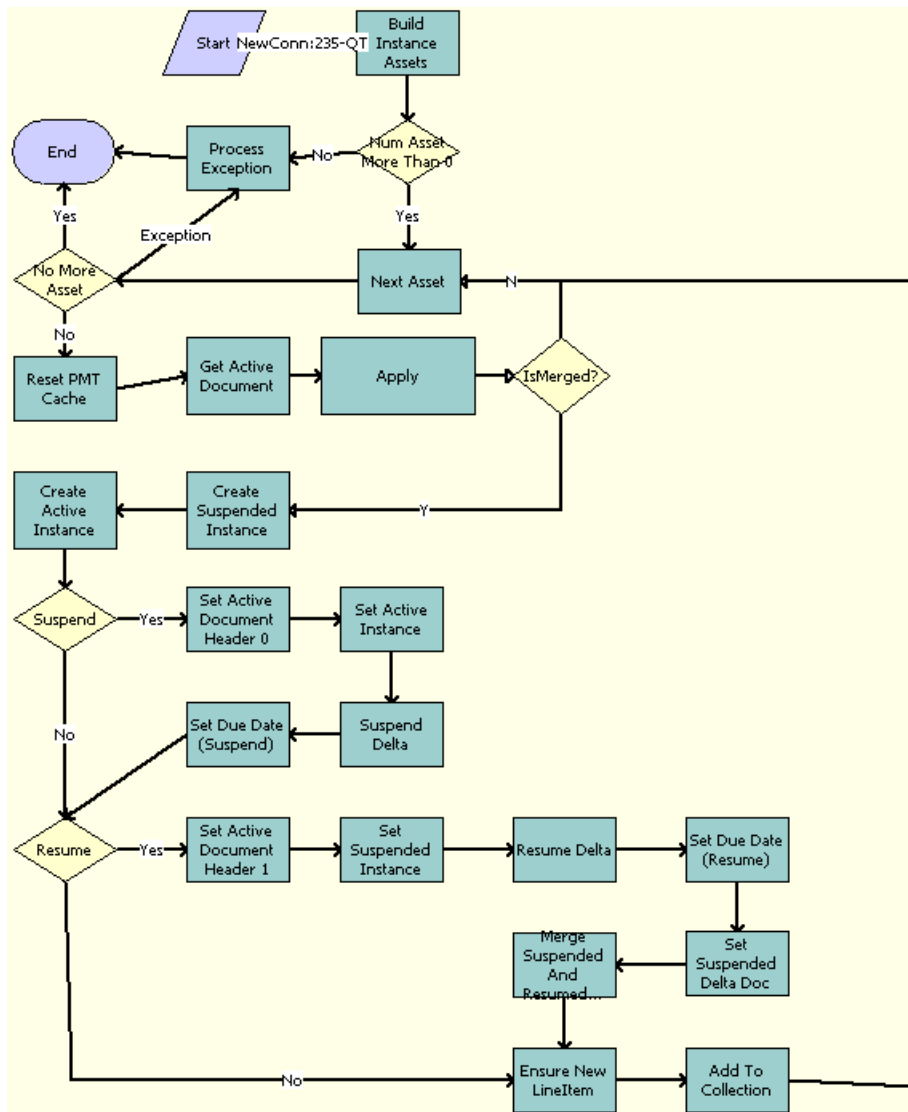 Start
NewConn:235-QT
Build
Instance
Assets
End
Process
Exception
No
Num Asset
More Than 0
Yes
Yes
Exception
No More
Asset
Next Asset
N
No
Reset PMT
Cache
Get Active
Document
Apply
IsMerged?
Create
Active
Instance
Create
Suspended
Instance
Y
Suspend
Yes
Set Active
Document
Header 0
Set Active
Instance
No
Set Due Date
(Suspend)
Suspend
Delta
Resume
Yes
Set Active
Document
Header 1
Set
Suspended
Instance
Resume Delta
Set Due Date
(Resume)
Merge
Suspended
And
Resumed...
Set
Suspended
Delta Doc
No
Ensure New
LineItem
Add To
Collection